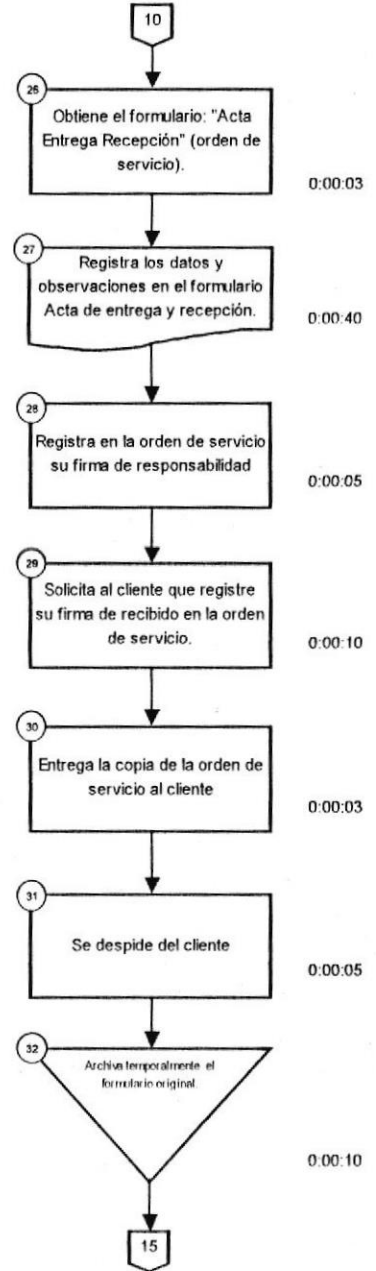 10
26
Obtiene el formulario: "Acta
Entrega Recepción" (orden de
servicio).
0:00:03
27
Registra los datos y
observaciones en el formulario
Acta de entrega y recepción.
0:00:40
28
Registra en la orden de servicio
su firma de responsabilidad
0:00:05
29
Solicita al cliente que registre
su firma de recibido en la orden
de servicio.
0:00:10
30
Entrega la copia de la orden de
servicio al cliente
0:00:03
31
Se despide del cliente
0:00:05
32
Archiva temporalmente el
formulario original.
0:00:10
15